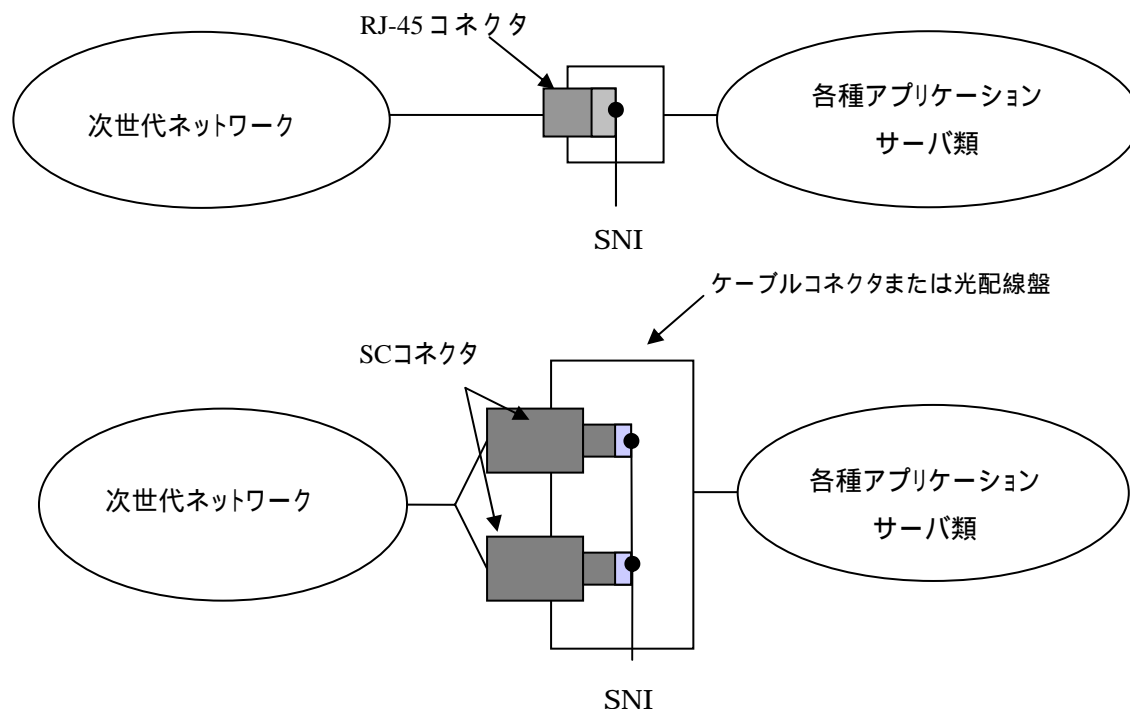 RJ-45 コネクタ
次世代ネットワーク
各種アプリケーション
サーバ類
SNI
ケーブルコネクタまたは光配線盤
SCコネクタ
次世代ネットワーク
各種アプリケーション
サーバ類
SNI